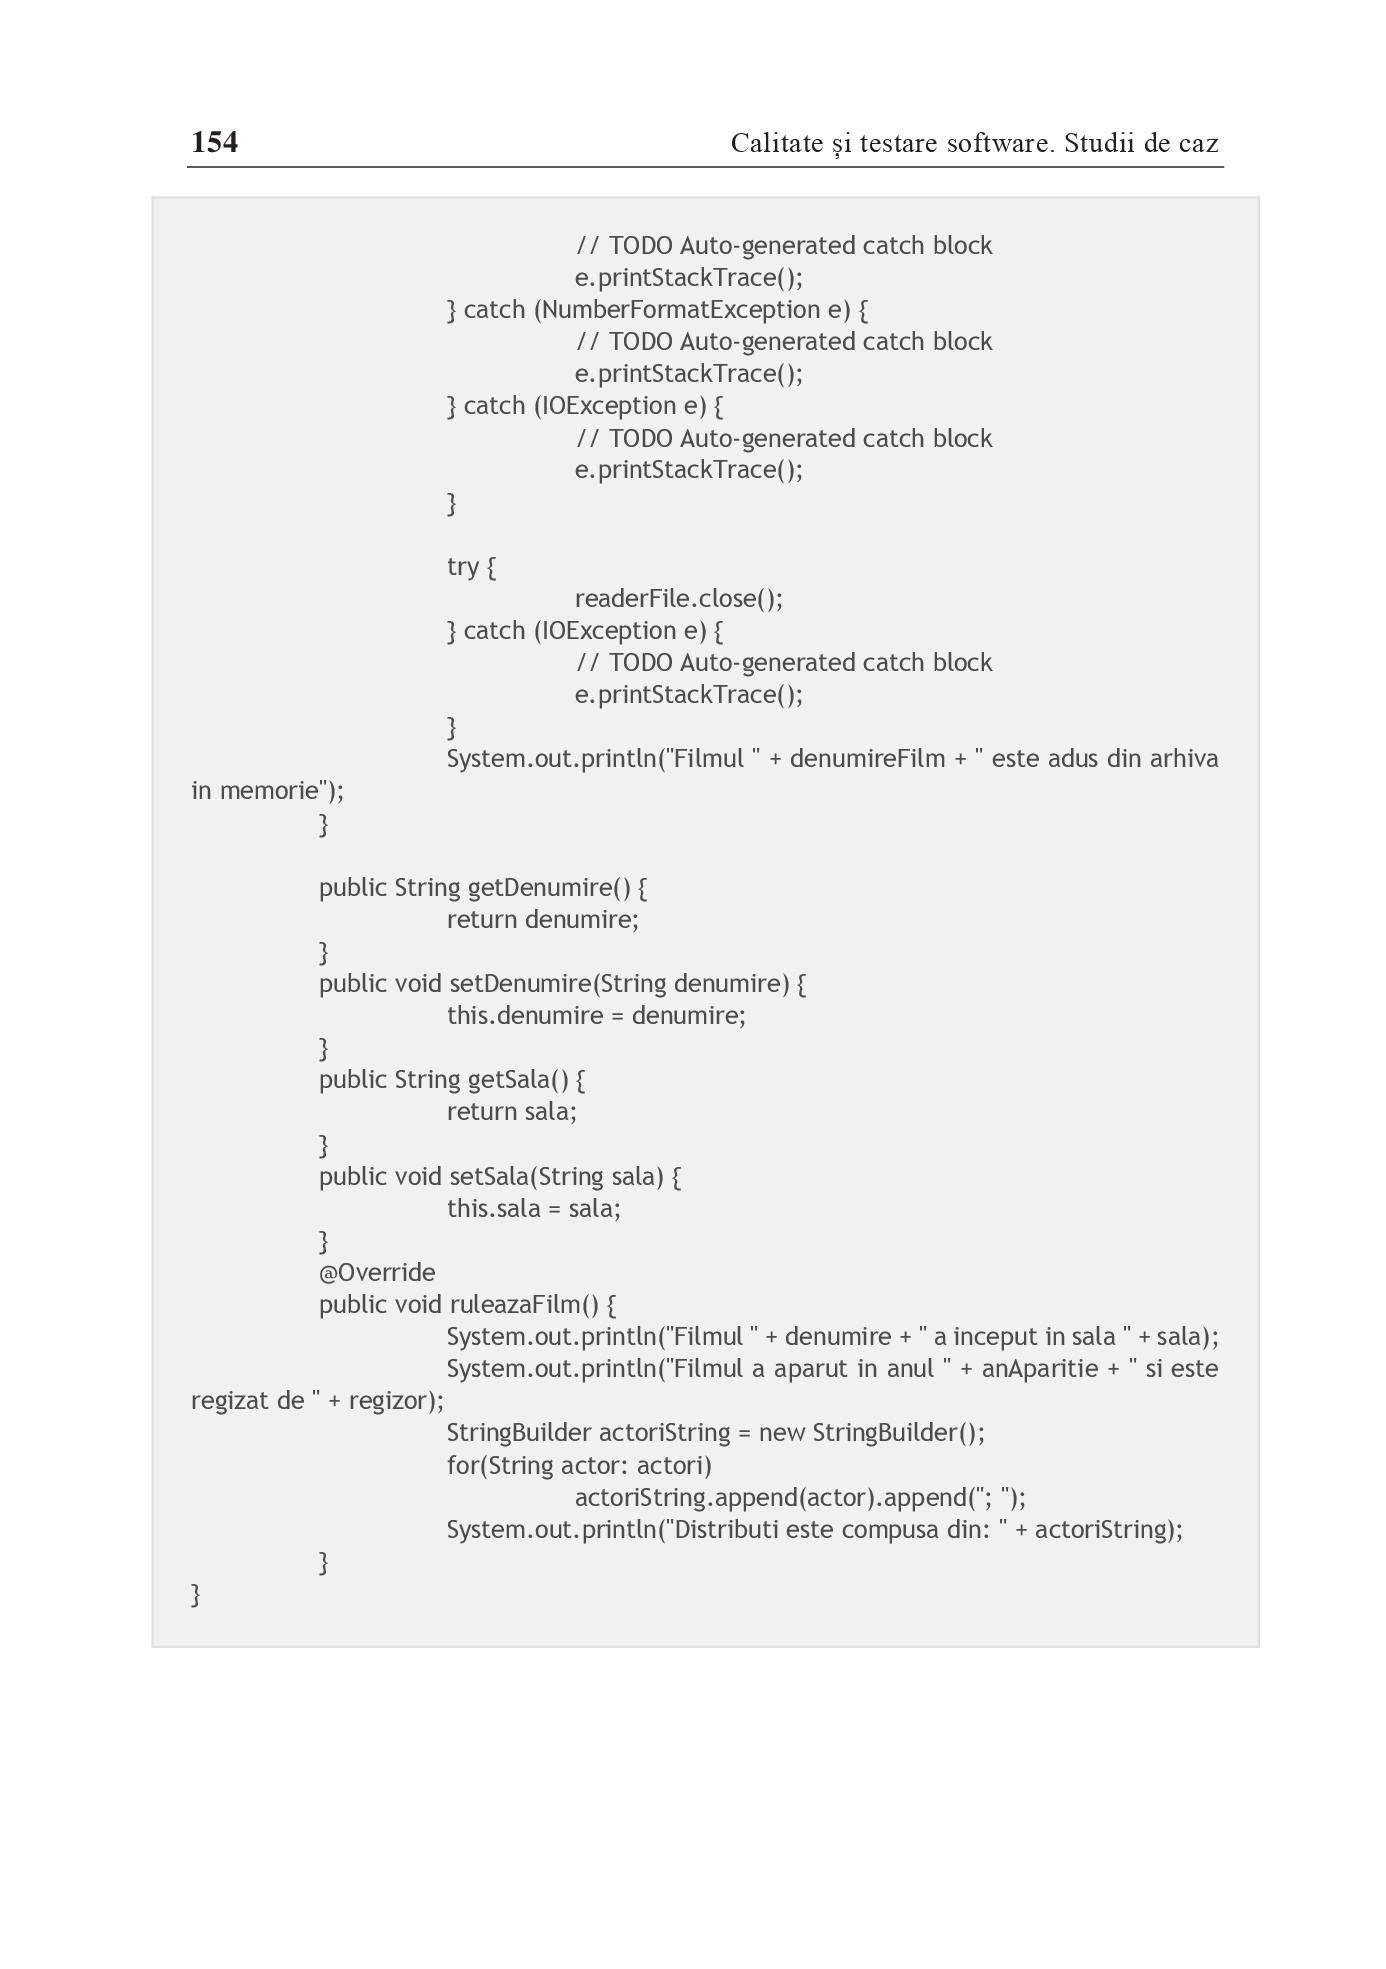 154 Calitate și testare software. Studii de caz
// TODO Auto-generated catch block
e.printStackTrace();
} catch (NumberFormatException e) {
// TODO Auto-generated catch block
e.printStackTrace();
} catch (IOException e) {
// TODO Auto-generated catch block
e.printStackTrace();
}
try {
readerFile.close();
} catch (IOException e) {
// TODO Auto-generated catch block
e.printStackTrace();
}
System.out.println("Filmul " + denumireFilm + " este adus din arhiva
in memorie");
}
public String getDenumire() {
return denumire;
}
public void setDenumire(String denumire) {
this.denumire = denumire;
}
public String getSala() {
return sala;
}
public void setSala(String sala) {
this.sala = sala;
}
@Override
public void ruleazaFilm() {
System.out.println("Filmul " + denumire + " a inceput in sala " + sala);
System.out.println("Filmul a aparut in anul " + anAparitie + " si este
regizat de " + regizor);
StringBuilder actoriString = new StringBuilder();
for(String actor: actori)
actoriString.append(actor).append("; ");
System.out.println("Distributi este compusa din: " + actoriString);
}
}